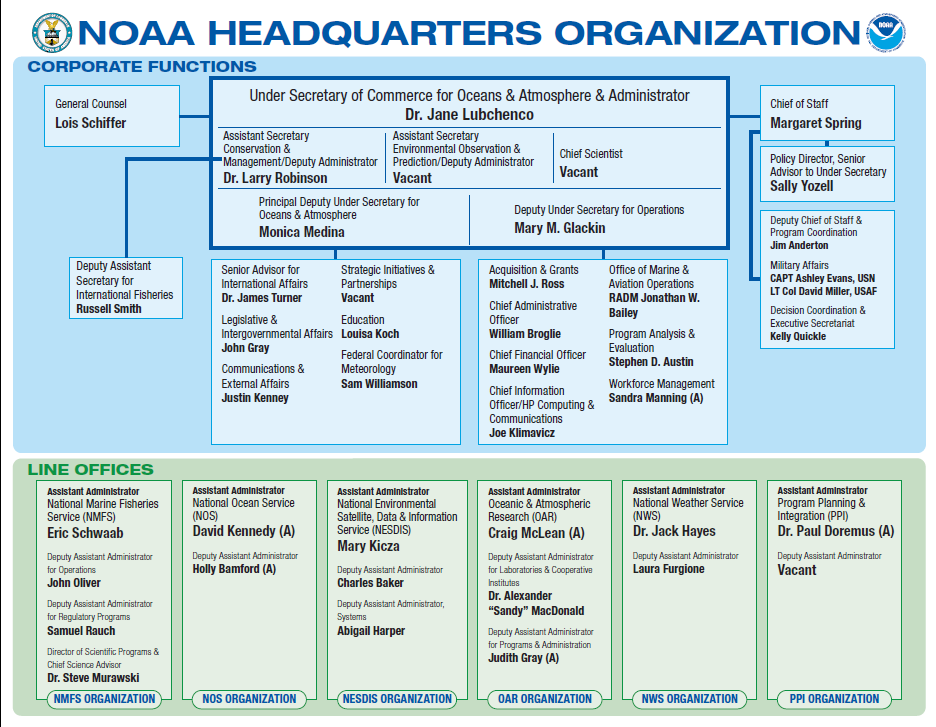 NOAA HEADQUARTERS ORGANIZATION
NOAA
CORPORATE FUNCTIONS
General Counsel
Lois Schiffer
Under Secretary of Commerce for Oceans & Atmosphere & Administrator
Dr. Jane Lubchenco
Assistant Secretary
Conservation &
Management/Deputy Administrator
Dr. Larry Robinson
Assistant Secretary
Environmental Observation &
Prediction/Deputy Administrator
Vacant
Chief Scientist
Vacant
Principal Deputy Under Secretary for
Oceans & Atmosphere
Monica Medina
Deputy Under Secretary for Operations
Mary M. Glackin
Chief of Staff
Margaret Spring
Policy Director, Senior
Advisor to Under Secretary
Sally Yozell
Deputy Chief of Staff &
Program Coordination
Jim Anderton
Military Affairs
CAPT Ashley Evans, USN
LT Col David Miller, USAF
Decision Coordination &
Executive Secretariat
Kelly Quickle
Deputy Assistant
Secretary for
International Fisheries
Russell Smith
Senior Advisor for
International Affairs
Dr. James Turner
Legislative &
Intergovernmental Affairs
John Gray
Communications &
External Affairs
Justin Kenney
Strategic Initiatives &
Partnerships
Vacant
Education
Louisa Koch
Federal Coordinator for
Meteorology
Sam Williamson
Acquisition & Grants
Mitchell J. Ross
Chief Administrative
Officer
William Broglie
Chief Financial Officer
Maureen Wylie
Chief Information
Officer/HP Computing &
Communications
Joe Klimavicz
Office of Marine &
Aviation Operations
RADM Jonathan W.
Bailey
Program Analysis &
Evaluation
Stephen D. Austin
Workforce Management
Sandra Manning (A)
LINE OFFICES
Assistant Administrator
National Marine Fisheries
Service (NMFS)
Eric Schwaab
Deputy Assistant Administrator
for Operations
John Oliver
Deputy Assistant Administrator
for Regulatory Programs
Samuel Rauch
Director of Scientific Programs &
Chief Science Advisor
Dr. Steve Murawski
NMFS ORGANIZATION
Assistant Administrator
National Ocean Service
(NOS)
David Kennedy (A)
Deputy Assistant Administrator
Holly Bamford (A)
NOS ORGANIZATION
Assistant Administrator
National Environmental
Satellite, Data & Information
Service (NESDIS)
Mary Kicza
Deputy Assistant Administrator
Charles Baker
Deputy Assistant Administrator,
Systems
Abigail Harper
NESDIS ORGANIZATION
Assistant Administrator
Oceanic & Atmospheric
Research (OAR)
Craig McLean (A)
Deputy Assistant Administrator
for Laboratories & Cooperative
Institutes
Dr. Alexander
“Sandy” MacDonald
Deputy Assistant Administrator
for Programs & Administration
Judith Gray (A)
OAR ORGANIZATION
Assistant Administrator
National Weather Service
(NWS)
Dr. Jack Hayes
Deputy Assistant Administrator
Laura Furgione
NWS ORGANIZATION
Assistant Adminstrator
Program Planning &
Integration (PPI)
Dr. Paul Doremus (A)
Deputy Assistant Administrator
Vacant
PPI ORGANIZATION